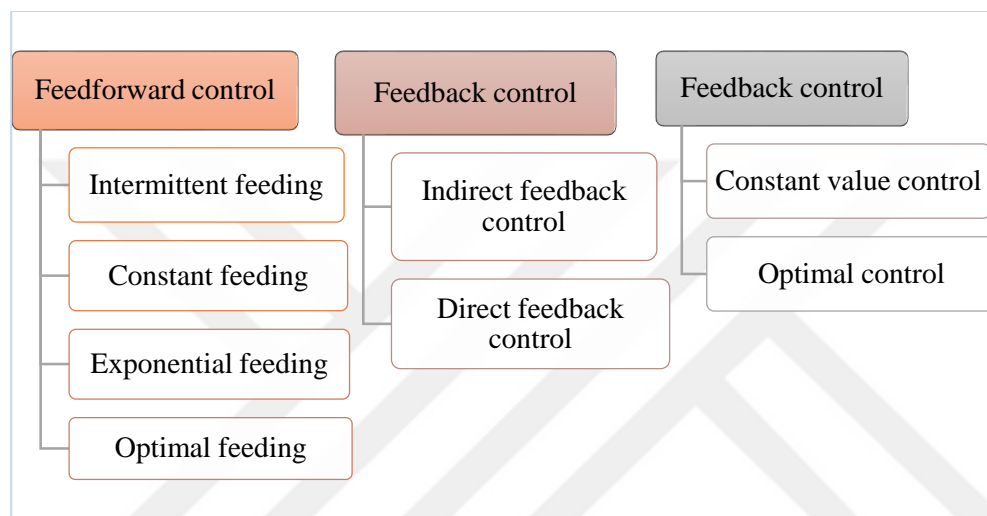 Feedforward control
Intermittent feeding
Constant feeding
Exponential feeding
Optimal feeding
Feedback control
Indirect feedback
control
Direct feedback
control
Feedback control
Constant value control
Optimal control